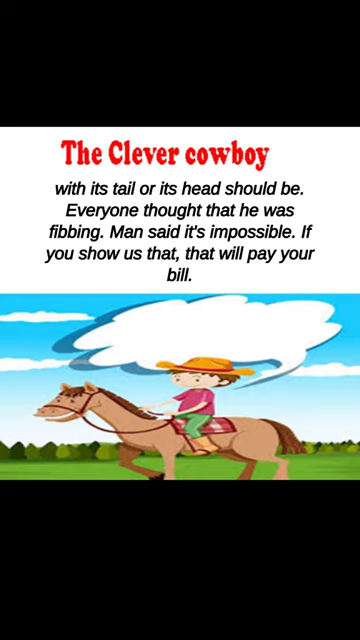 The Clever cowboy
with its tail or its head should be.
Everyone thought that he was
fibbing. Man said it's impossible. If
you show us that, that will pay your
bill.